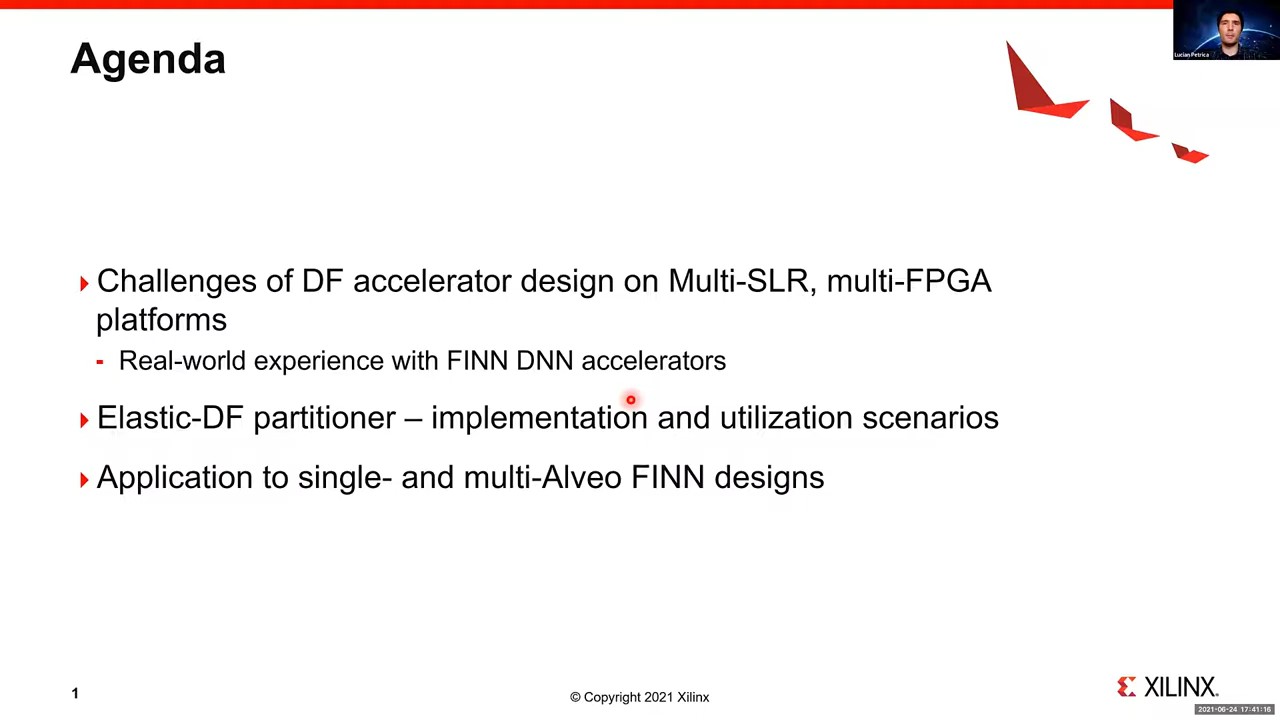 Agenda
Lucian Petrica
Challenges of DF accelerator design on Multi-SLR, multi-FPGA
platforms
- Real-world experience with FINN DNN accelerators
Elastic-DF partitioner – implementation and utilization scenarios
Application to single- and multi-Alveo FINN designs
1
© Copyright 2021 Xilinx
XILINX.
2021-06-24 17:41:16